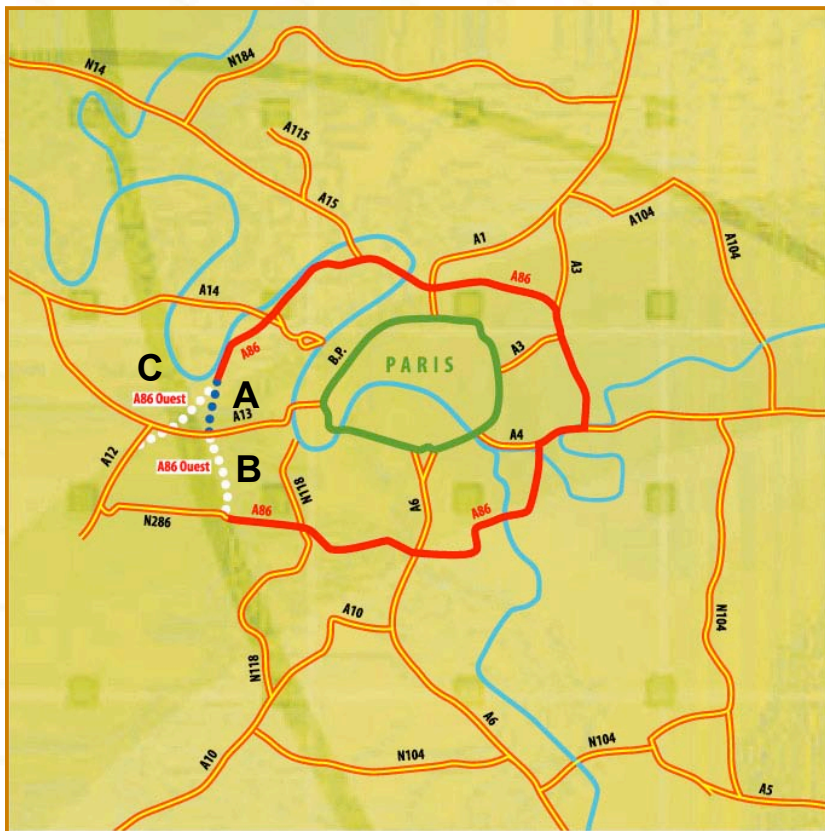 N14
N184
A115
A15
A104
A1
A104
A3
A86
A14
A86
B.P.
PARIS
A3
C
A86 Ouest
A
A13
A4
A12
A86 Ouest
B
N118
A6
A86
A86
N286
A10
N104
N118
A6
A10
N104
N104
A5